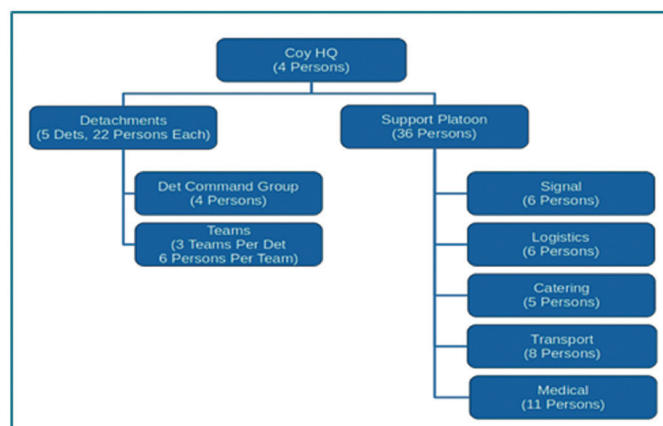 Coy HQ
(4 Persons)
Detachments
(5 Dets, 22 Persons Each)
Support Platoon
(36 Persons)
Det Command Group
(4 Persons)
Teams
(3 Teams Per Det
6 Persons Per Team)
Signal
(6 Persons)
Logistics
(6 Persons)
Catering
(5 Persons)
Transport
(8 Persons)
Medical
(11 Persons)